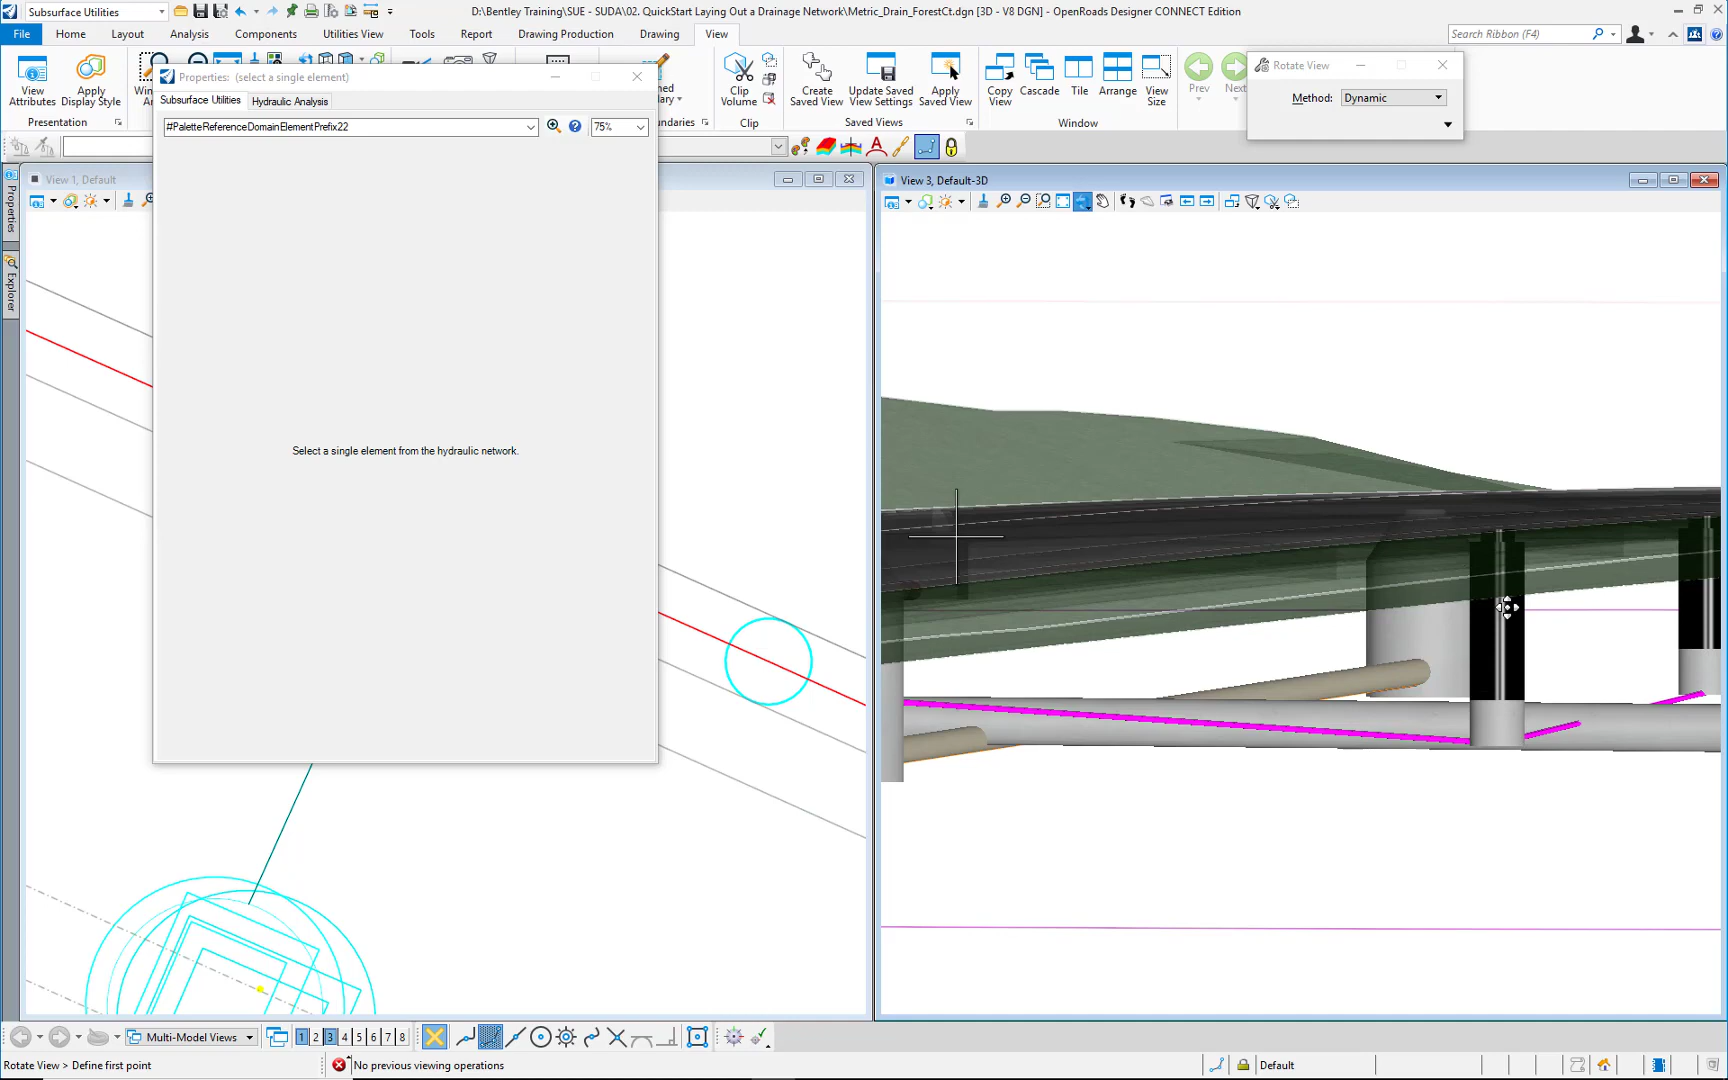 Subsurface Utilities
D:\Bentley Training\SUE - SUDA\02. QuickStart Laying Out a Drainage Network\Metric_Drain_ForestCt.dgn [3D - V8 DGN] - OpenRoads Designer CONNECT Edition
File Home Layout Analysis Components Utilities View Tools Report Drawing Production Drawing View
Search Ribbon (F4)
View Attributes
Apply Display Style
Presentation
Clip Volume
Clip
Create Saved View
Update Saved View Settings
Apply Saved View
Saved Views
Copy View
Cascade
Tile
Arrange
View Size
Window
Prev
Next
Rotate View
Method: Dynamic
Properties: (select a single element)
Subsurface Utilities
Hydraulic Analysis
#PaletteReferenceDomainElementPrefix22
75%
Select a single element from the hydraulic network.
Properties
Explorer
View 1, Default
View 3, Default-3D
Multi-Model Views
1 2 3 4 5 6 7 8
Rotate View > Define first point
No previous viewing operations
Default